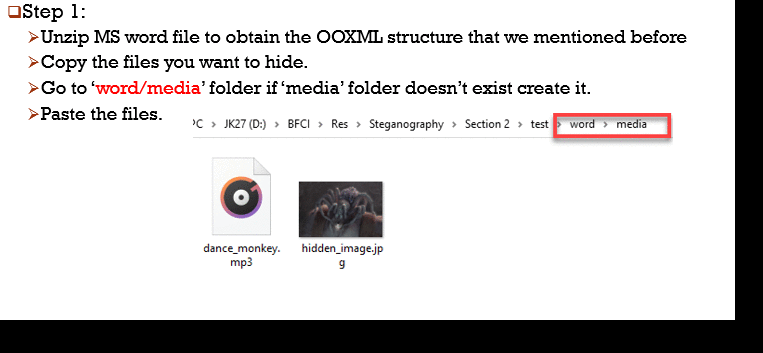 Step 1:
Unzip MS word file to obtain the OOXML structure that we mentioned before
Copy the files you want to hide.
Go to ‘word/media’ folder if ‘media’ folder doesn’t exist create it.
Paste the files.
PC > JK27 (D:) > BFCI > Res > Steganography > Section 2 > test > word > media
dance_monkey.
mp3
hidden_image.jp
g